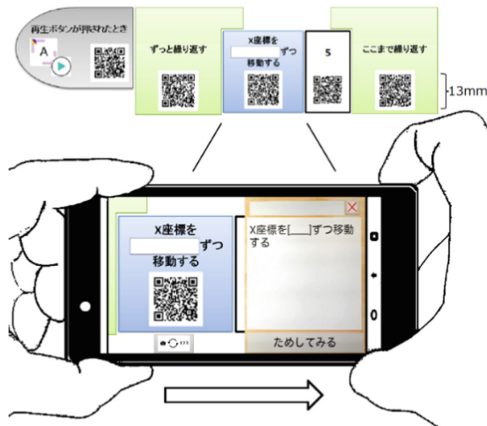 再生ボタンが押されたとき
A
ずっと繰り返す
X座標を
ずつ
移動する
5
ここまで繰り返す
13mm
X座標を
ずつ
移動する
X座標を[__]ずつ移動
する
ためしてみる